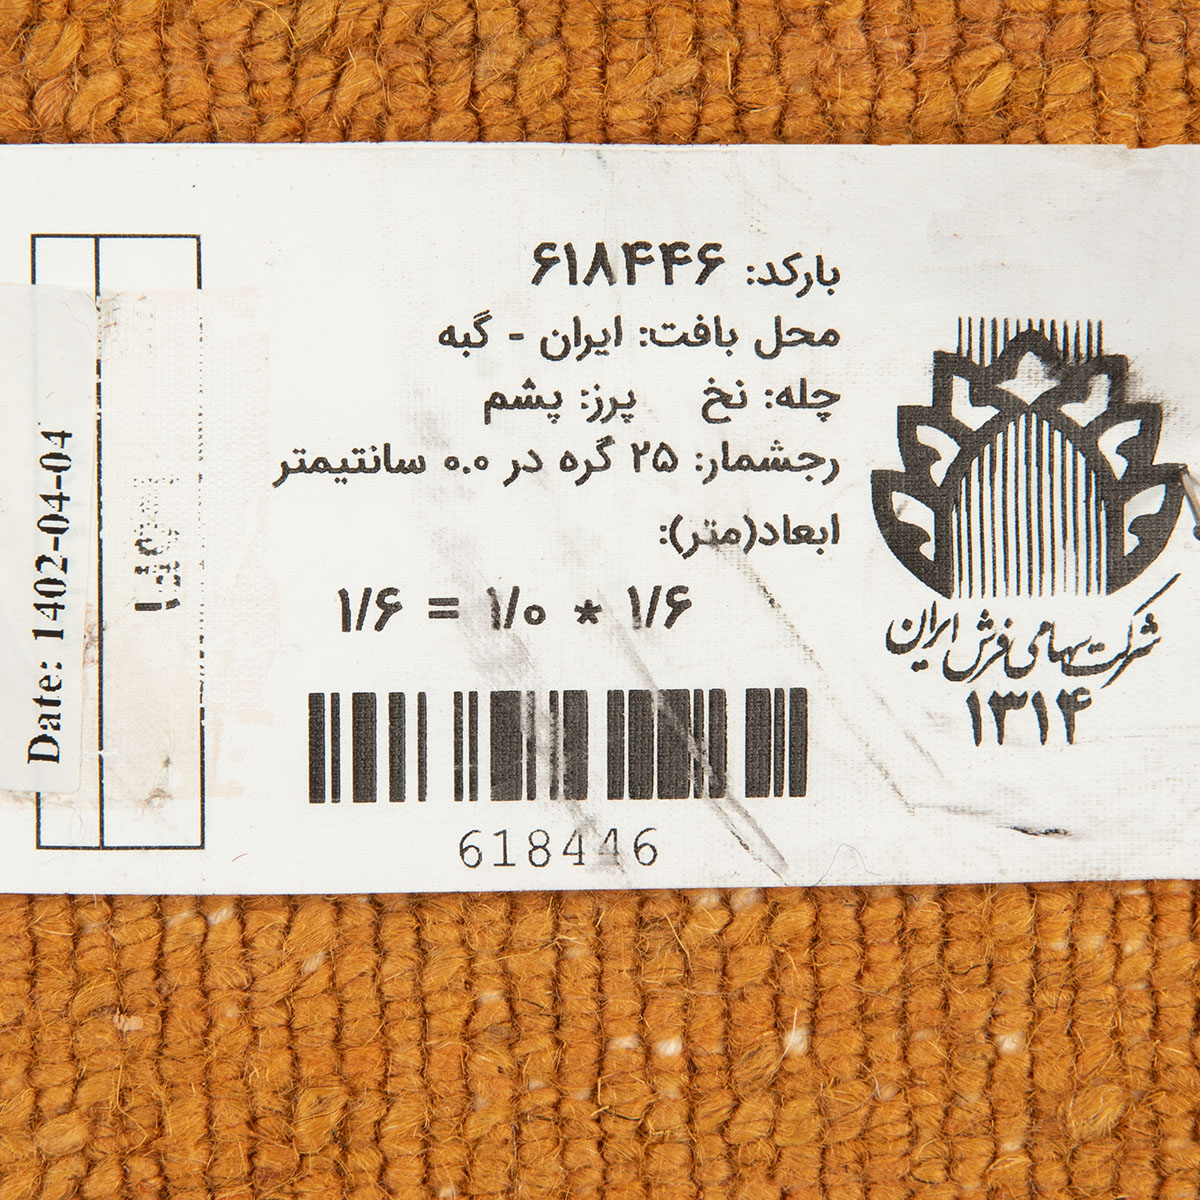 بارکد: ۶۱۸۴۴۶
محل بافت: ایران - گبه
چله: نخ پرز: پشم
رجشمار: ۲۵ گره در ۰.۰ سانتیمتر
ابعاد(متر):
۱/۶ * ۱/۰ = ۱/۶
618446
شرکت سهامی فرش ایران
۱۳۱۴
Date: 1402-04-04